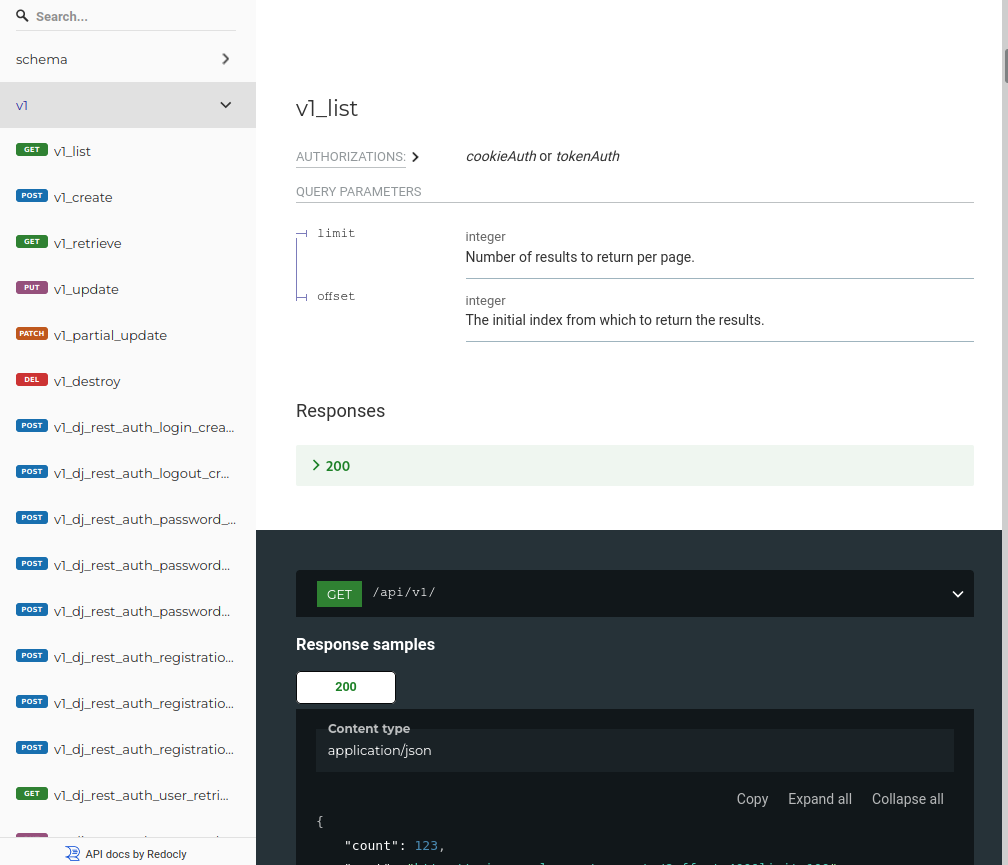 Search...
schema
v1
GET v1_list
POST v1_create
GET v1_retrieve
PUT v1_update
PATCH v1_partial_update
DEL v1_destroy
POST v1_dj_rest_auth_login_crea...
POST v1_dj_rest_auth_logout_cr...
POST v1_dj_rest_auth_password_...
POST v1_dj_rest_auth_password...
POST v1_dj_rest_auth_password...
POST v1_dj_rest_auth_registratio...
POST v1_dj_rest_auth_registratio...
POST v1_dj_rest_auth_registratio...
GET v1_dj_rest_auth_user_retri...
API docs by Redocly
v1_list
AUTHORIZATIONS: cookieAuth or tokenAuth
QUERY PARAMETERS
limit
integer
Number of results to return per page.
offset
integer
The initial index from which to return the results.
Responses
200
GET /api/v1/
Response samples
200
Content type
application/json
Copy Expand all Collapse all
{
"count": 123,